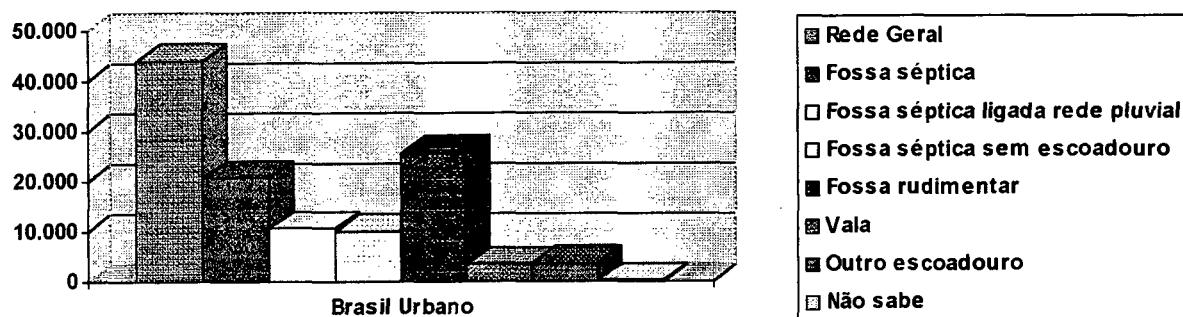 50.000
40.000
30.000
20.000
10.000
0
Brasil Urbano
Rede Geral
Fossa séptica
Fossa séptica ligada rede pluvial
Fossa séptica sem escoadouro
Fossa rudimentar
Vala
Outro escoadouro
Não sabe